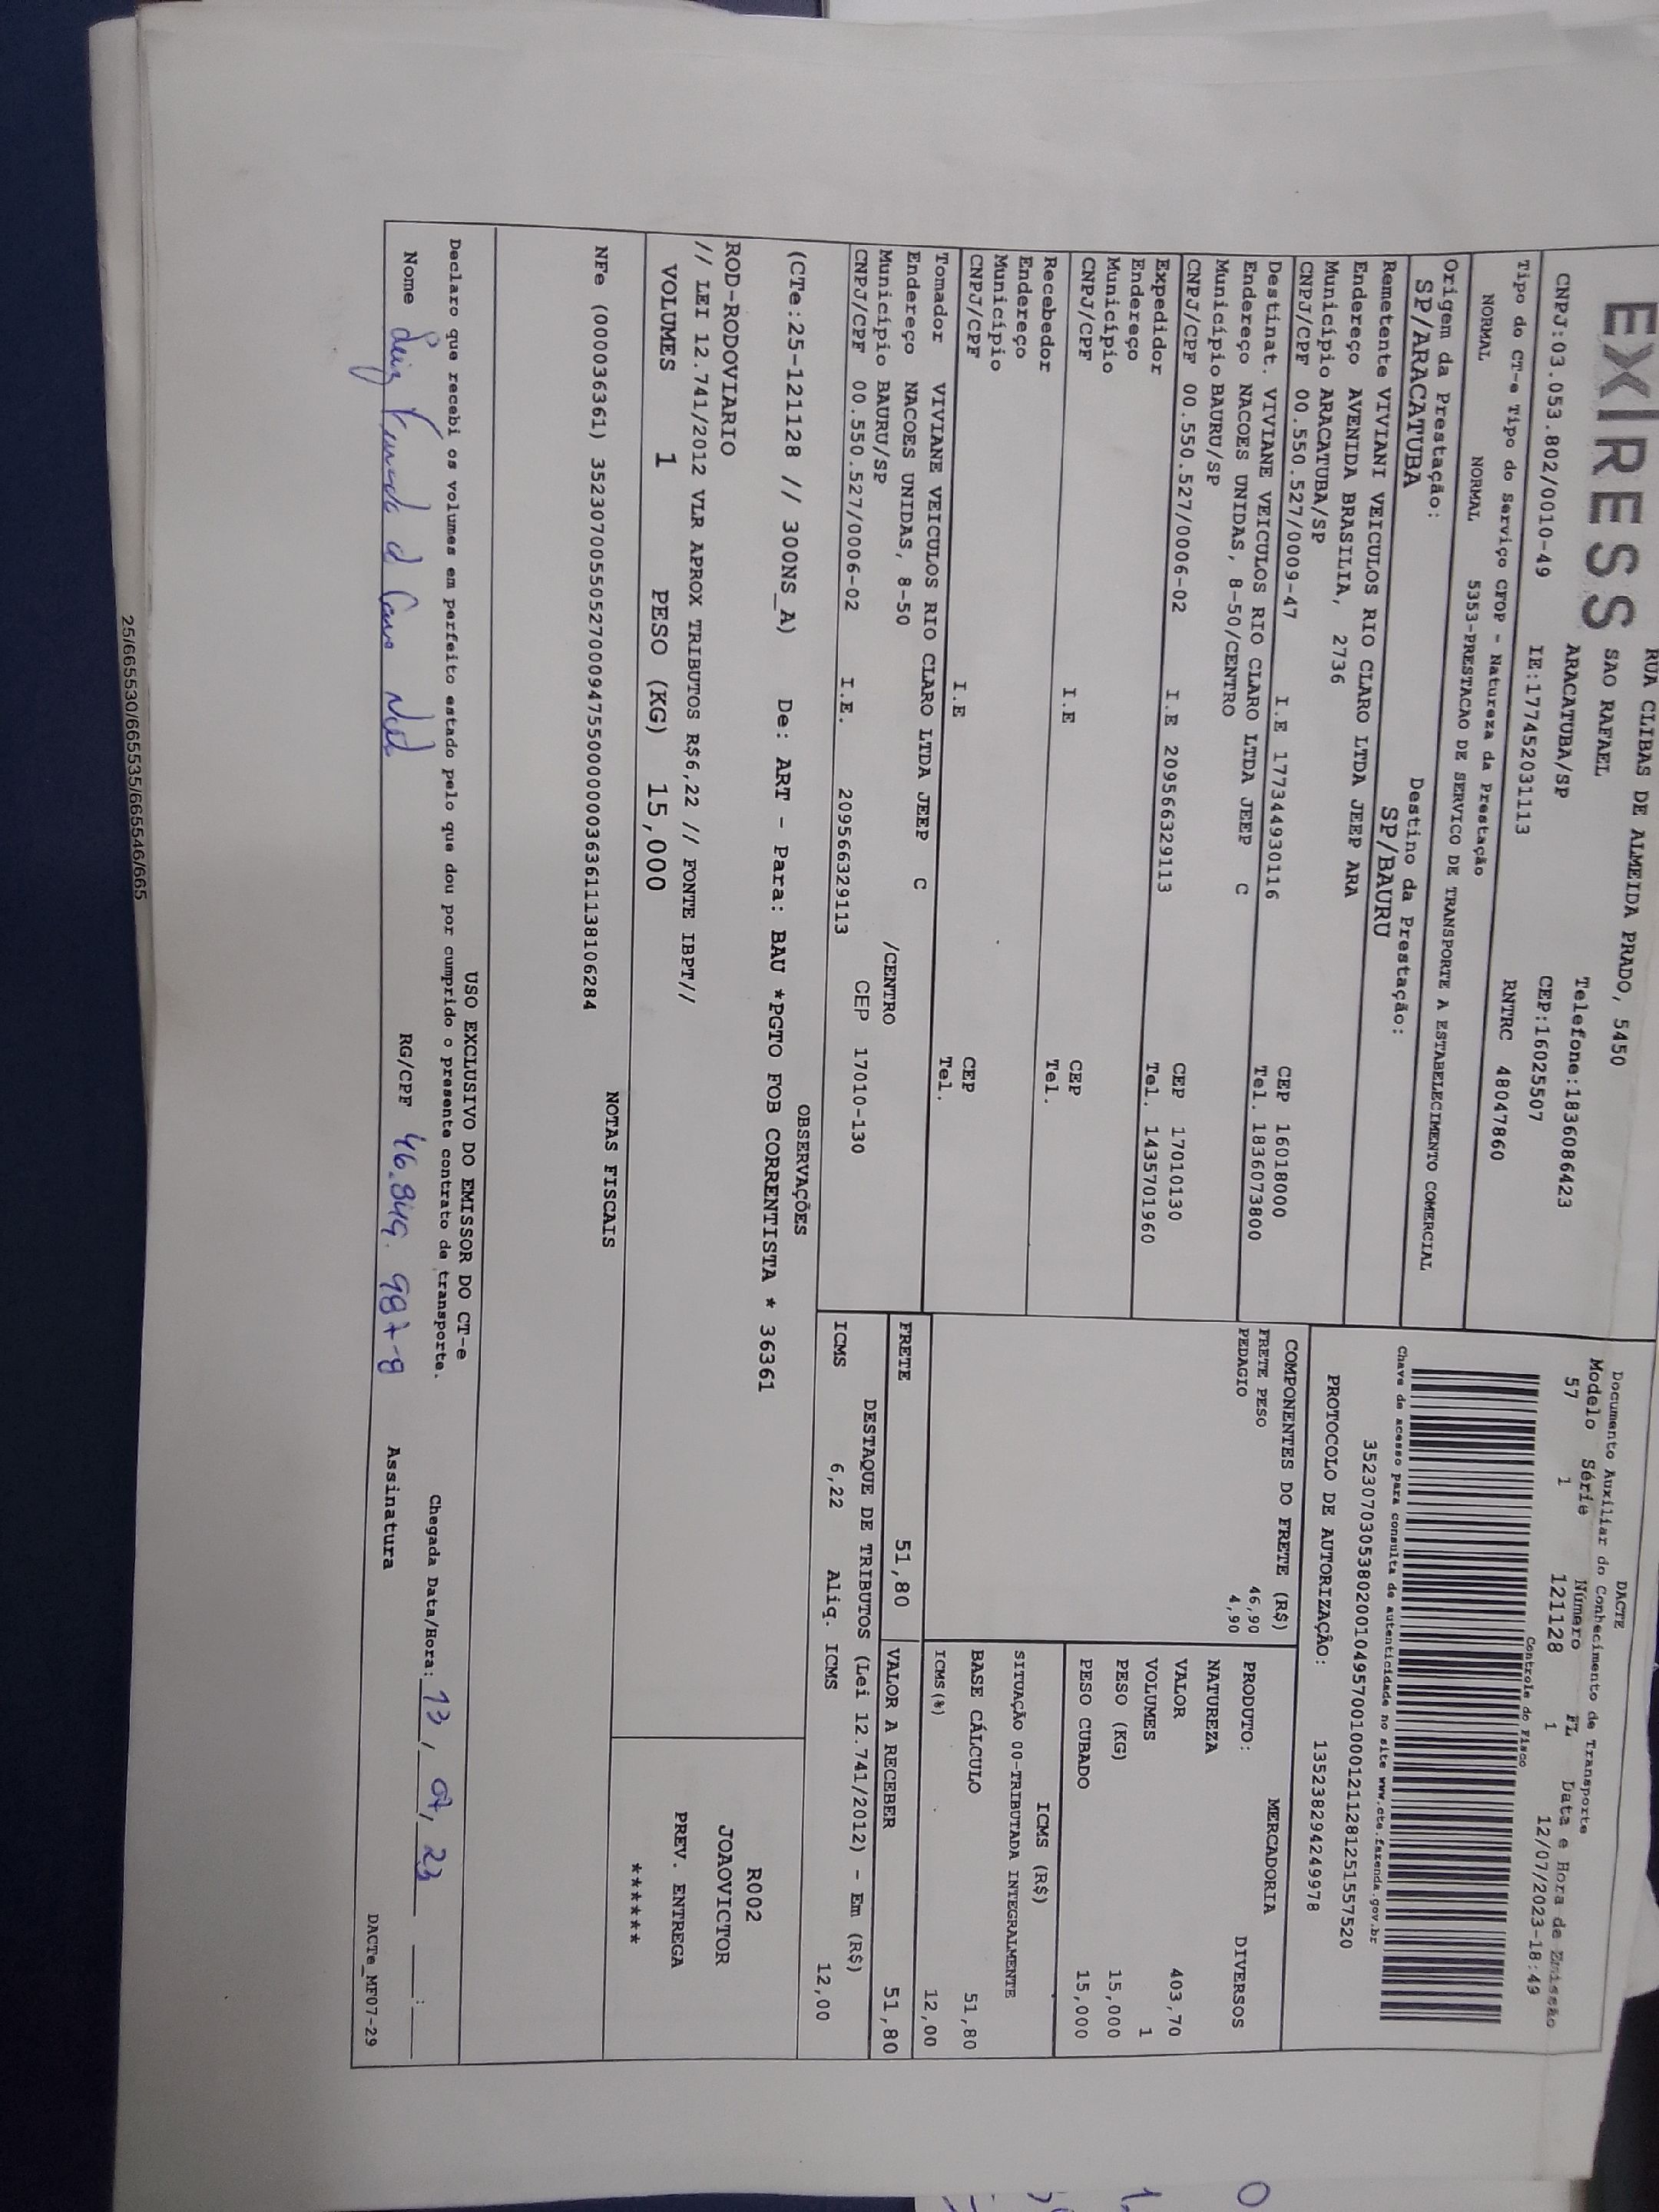 EXPRESS
RUA CLIBAS DE ALMEIDA PRADO, 5450
SAO RAFAEL
ARACATUBA/SP Telefone:1836086423
CNPJ:03.053.802/0010-49 IE:177452031113 CEP:16025507
RNTRC 48047860
Tipo do CT-e Tipo do Serviço CFOP - Natureza da Prestação
NORMAL NORMAL 5353-PRESTACAO DE SERVICO DE TRANSPORTE A ESTABELECIMENTO COMERCIAL
Origem da Prestação: Destino da Prestação:
SP/ARACATUBA SP/BAURU
DACTE
Documento Auxiliar do Conhecimento de Transporte
Modelo Série Número FL Data e Hora de Emissão
57 1 121128 1 12/07/2023-18:49
Controle do Fisco
Chave de acesso para consulta de autenticidade no site www.cte.fazenda.gov.br
35230703053802001049570010001211281251557520
PROTOCOLO DE AUTORIZAÇÃO: 135238294249978
Remetente VIVIANI VEICULOS RIO CLARO LTDA JEEP ARA
Endereço AVENIDA BRASILIA, 2736
Município ARACATUBA/SP CEP 16018000
CNPJ/CPF 00.550.527/0009-47 I.E 177344930116 Tel. 1836073800
Destinat. VIVIANE VEICULOS RIO CLARO LTDA JEEP C
Endereço NACOES UNIDAS, 8-50/CENTRO
Município BAURU/SP CEP 17010130
CNPJ/CPF 00.550.527/0006-02 I.E 209566329113 Tel. 1435701960
Expedidor
Endereço
Município CEP
CNPJ/CPF I.E Tel.
Recebedor
Endereço
Município CEP
CNPJ/CPF I.E Tel.
Tomador VIVIANE VEICULOS RIO CLARO LTDA JEEP C
Endereço NACOES UNIDAS, 8-50 /CENTRO
Município BAURU/SP CEP 17010-130
CNPJ/CPF 00.550.527/0006-02 I.E. 209566329113
COMPONENTES DO FRETE (R$)
FRETE PESO 46,90
PEDAGIO 4,90
MERCADORIA
PRODUTO: DIVERSOS
NATUREZA
VALOR 403,70
VOLUMES 1
PESO (KG) 15,000
PESO CUBADO 15,000
ICMS (R$)
SITUAÇÃO 00-TRIBUTADA INTEGRALMENTE
BASE CÁLCULO 51,80
ICMS(%) 12,00
FRETE 51,80 VALOR A RECEBER 51,80
DESTAQUE DE TRIBUTOS (Lei 12.741/2012) - Em (R$)
ICMS 6,22 Aliq. ICMS 12,00
OBSERVAÇÕES
(CTe:25-121128 // 300NS_A) De: ART - Para: BAU *PGTO FOB CORRENTISTA * 36361
ROD-RODOVIARIO
// LEI 12.741/2012 VLR APROX TRIBUTOS R$6,22 // FONTE IBPT//
VOLUMES 1 PESO (KG) 15,000
R002
JOAOVICTOR
PREV. ENTREGA
*******
NOTAS FISCAIS
NFe (000036361) 35230700550527000947550000000363611138106284
USO EXCLUSIVO DO EMISSOR DO CT-e
Declaro que recebi os volumes em perfeito estado pelo que dou por cumprido o presente contrato de transporte.
Chegada Data/Hora: 13, 07, 23 :
Nome Luiz RG/CPF 46.849.987-8 Assinatura
DACTe_MF07-29
25/665530/665535/665546/665